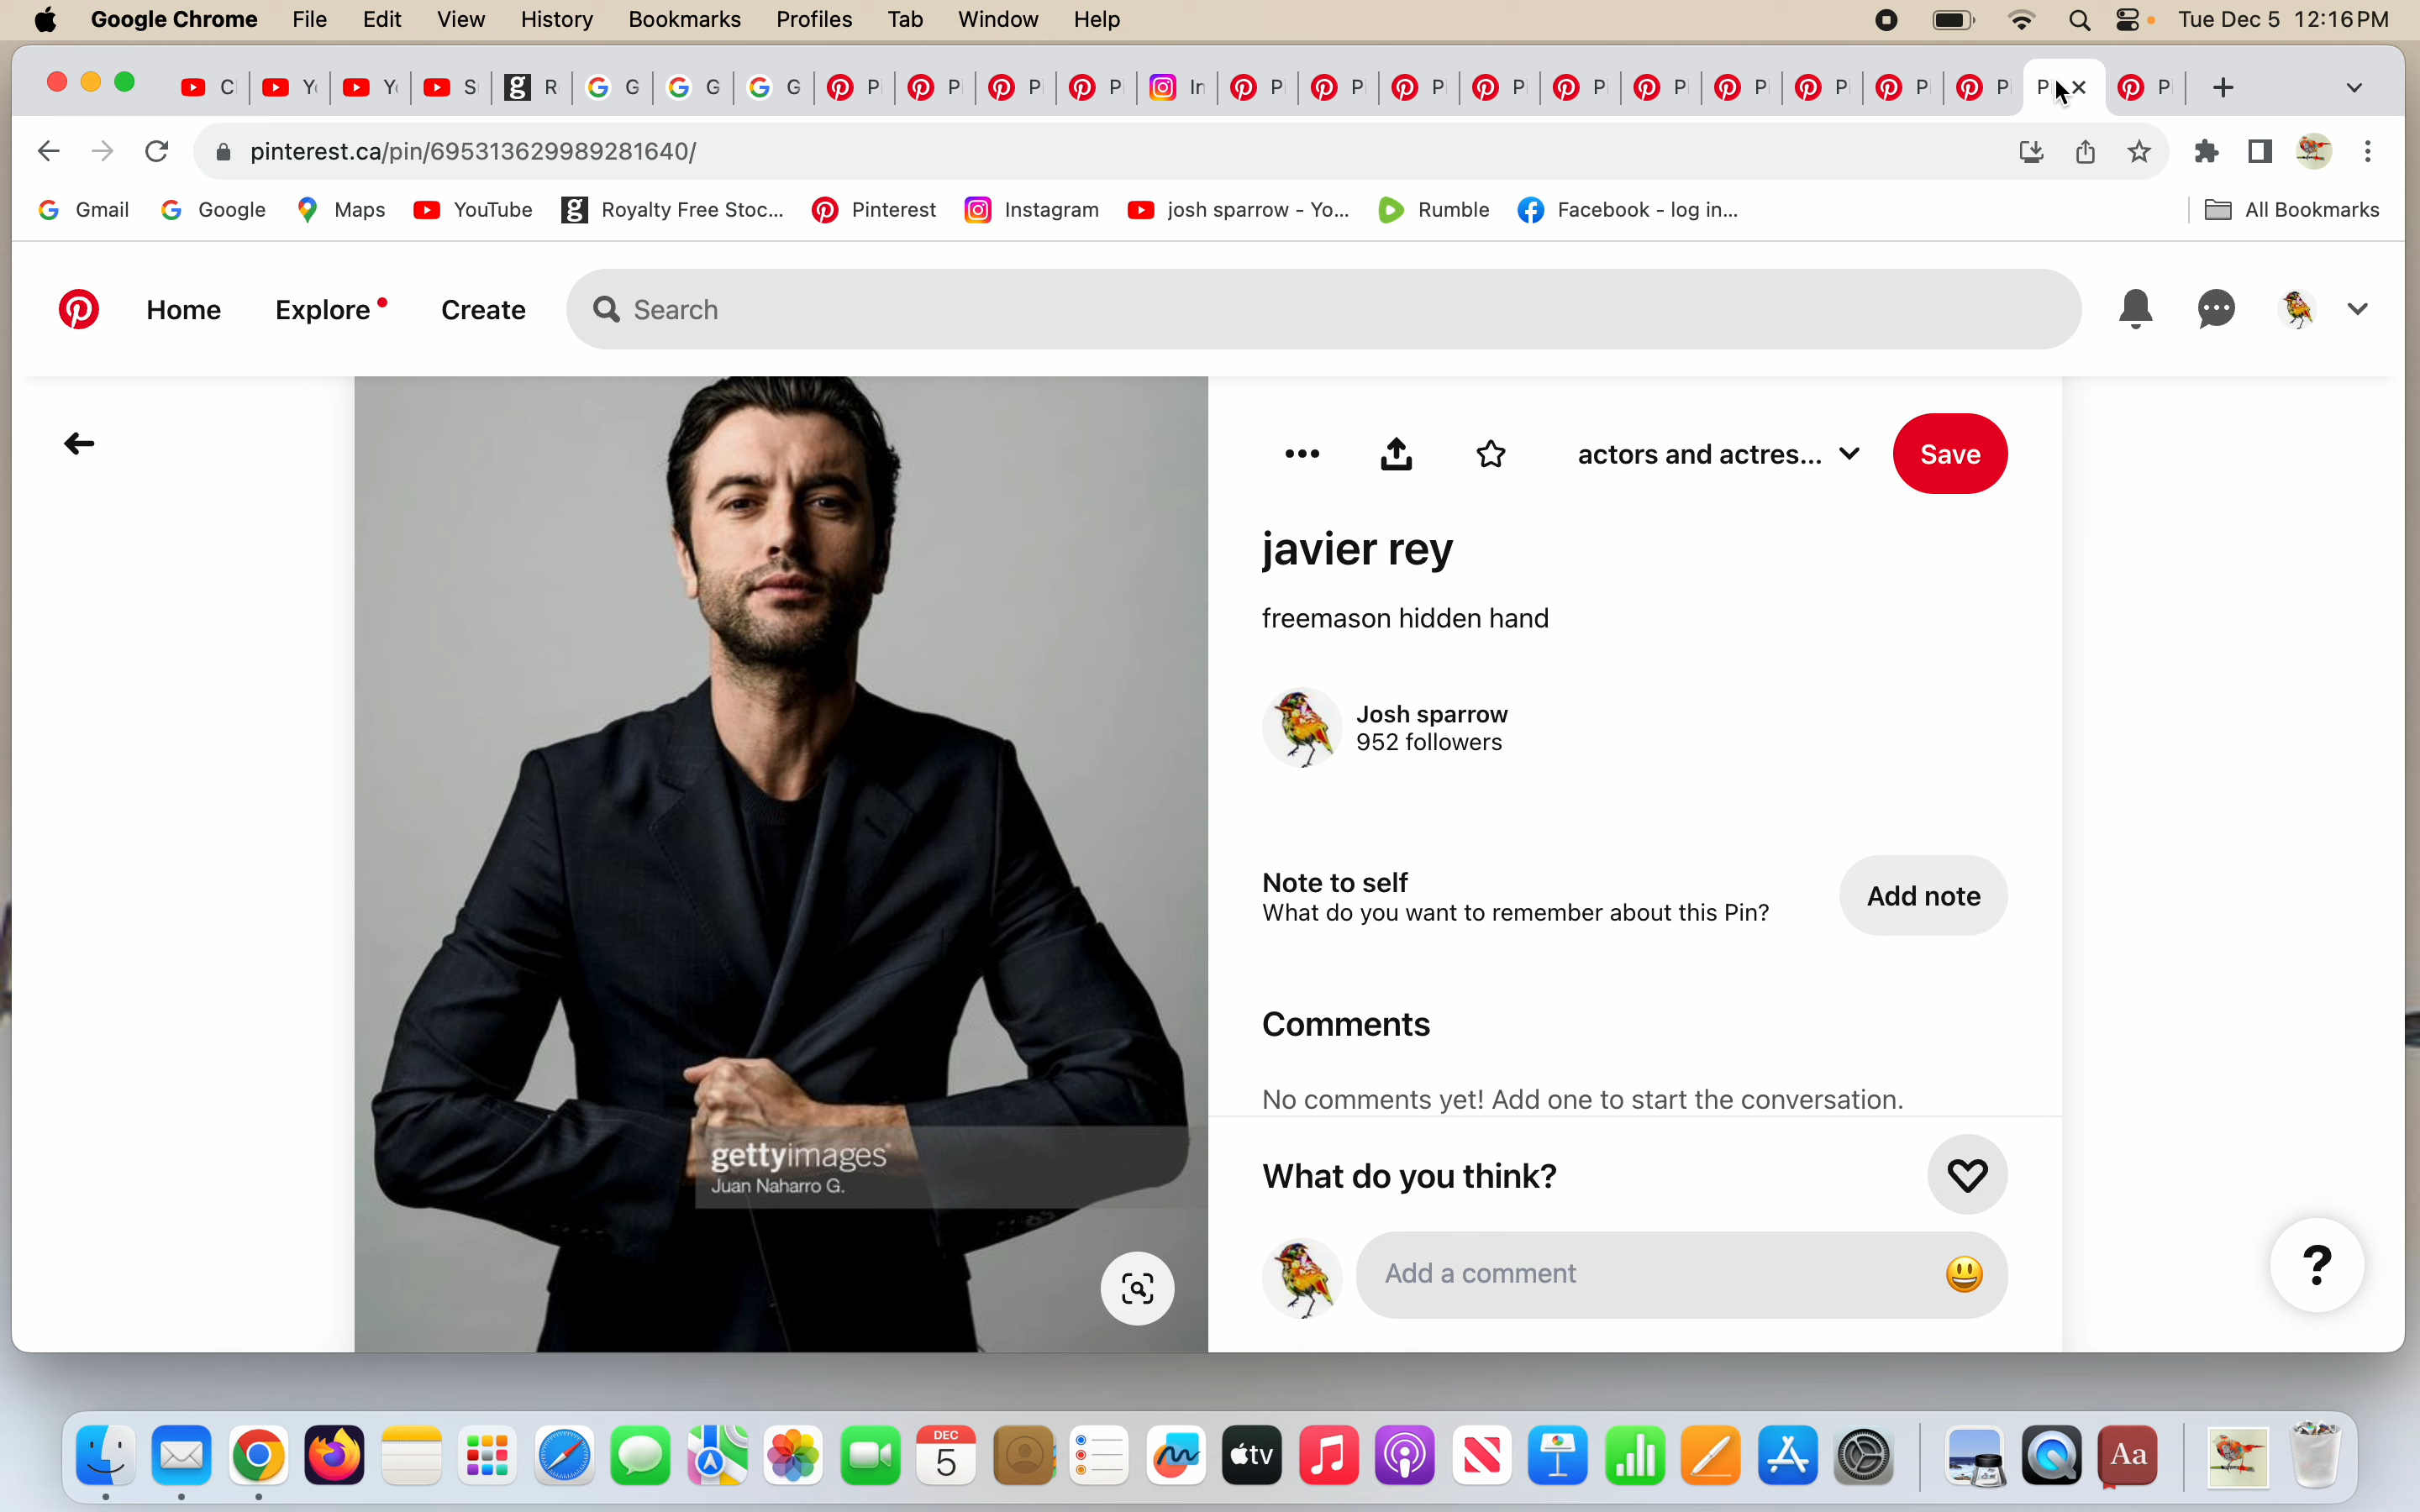 Google Chrome File Edit View History Bookmarks Profiles Tab Window Help Tue Dec 5 12:16 PM
C Y Y S g R G G G P P P P In P P P P P P P P P P P P
pinterest.ca/pin/695313629989281640/
Gmail Google Maps YouTube g Royalty Free Stoc... Pinterest Instagram josh sparrow - Yo... Rumble Facebook - log in... All Bookmarks
Home Explore Create Search
actors and actres... Save
javier rey
freemason hidden hand
Josh sparrow
952 followers
Note to self
What do you want to remember about this Pin?
Add note
Comments
No comments yet! Add one to start the conversation.
gettyimages
Juan Naharro G.
What do you think?
Add a comment
?
DEC
5
tv
Aa